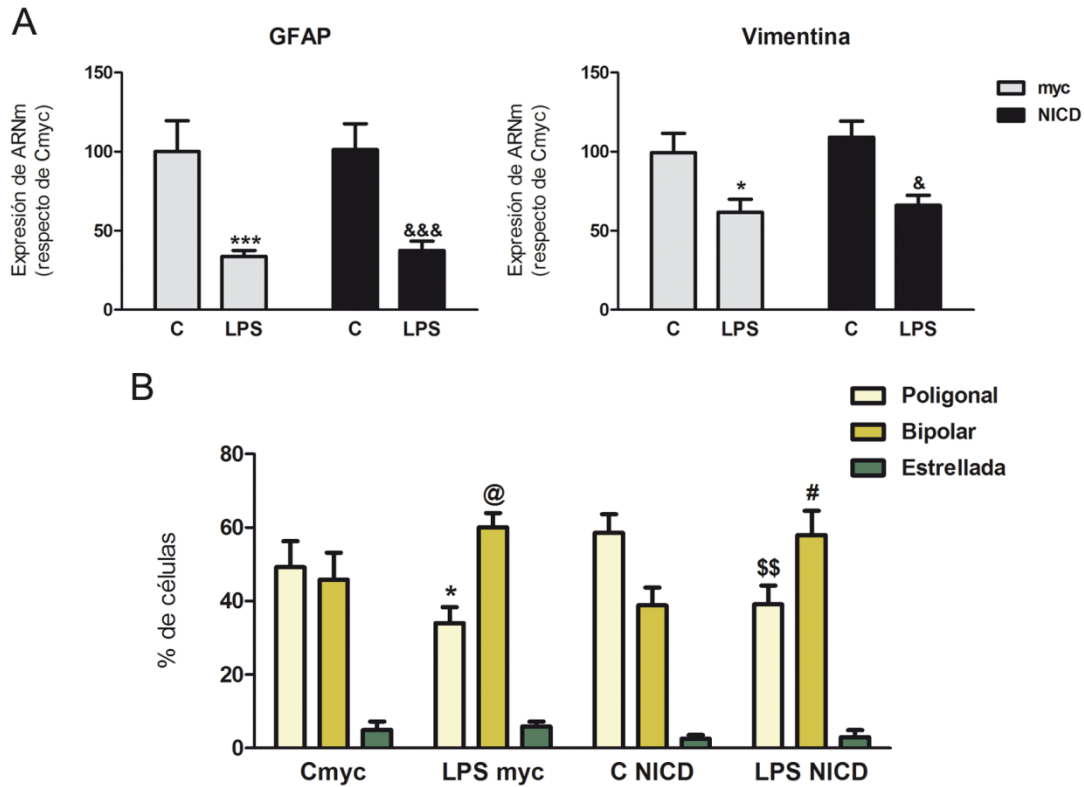 A
GFAP
Expresión de ARNm
(respecto de Cmyc)
150
100
50
0
***
&&&
C
LPS
C
LPS
Vimentina
Expresión de ARNm
(respecto de Cmyc)
150
100
50
0
*
&
C
LPS
C
LPS
myc
NICD
B
Poligonal
Bipolar
Estrellada
% de células
80
60
40
20
0
*
@
$$
#
Cmyc
LPS myc
C NICD
LPS NICD